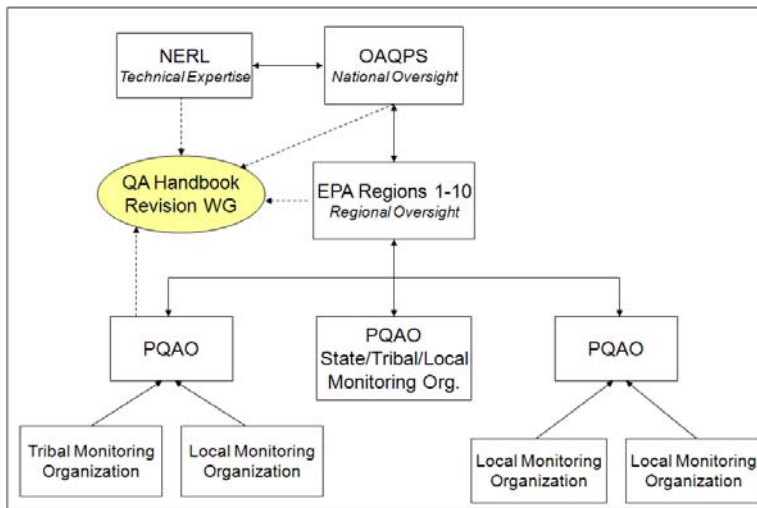 NERL
Technical Expertise
OAQPS
National Oversight
QA Handbook
Revision WG
EPA Regions 1-10
Regional Oversight
PQAO
PQAO
State/Tribal/Local
Monitoring Org.
PQAO
Tribal Monitoring
Organization
Local Monitoring
Organization
Local Monitoring
Organization
Local Monitoring
Organization